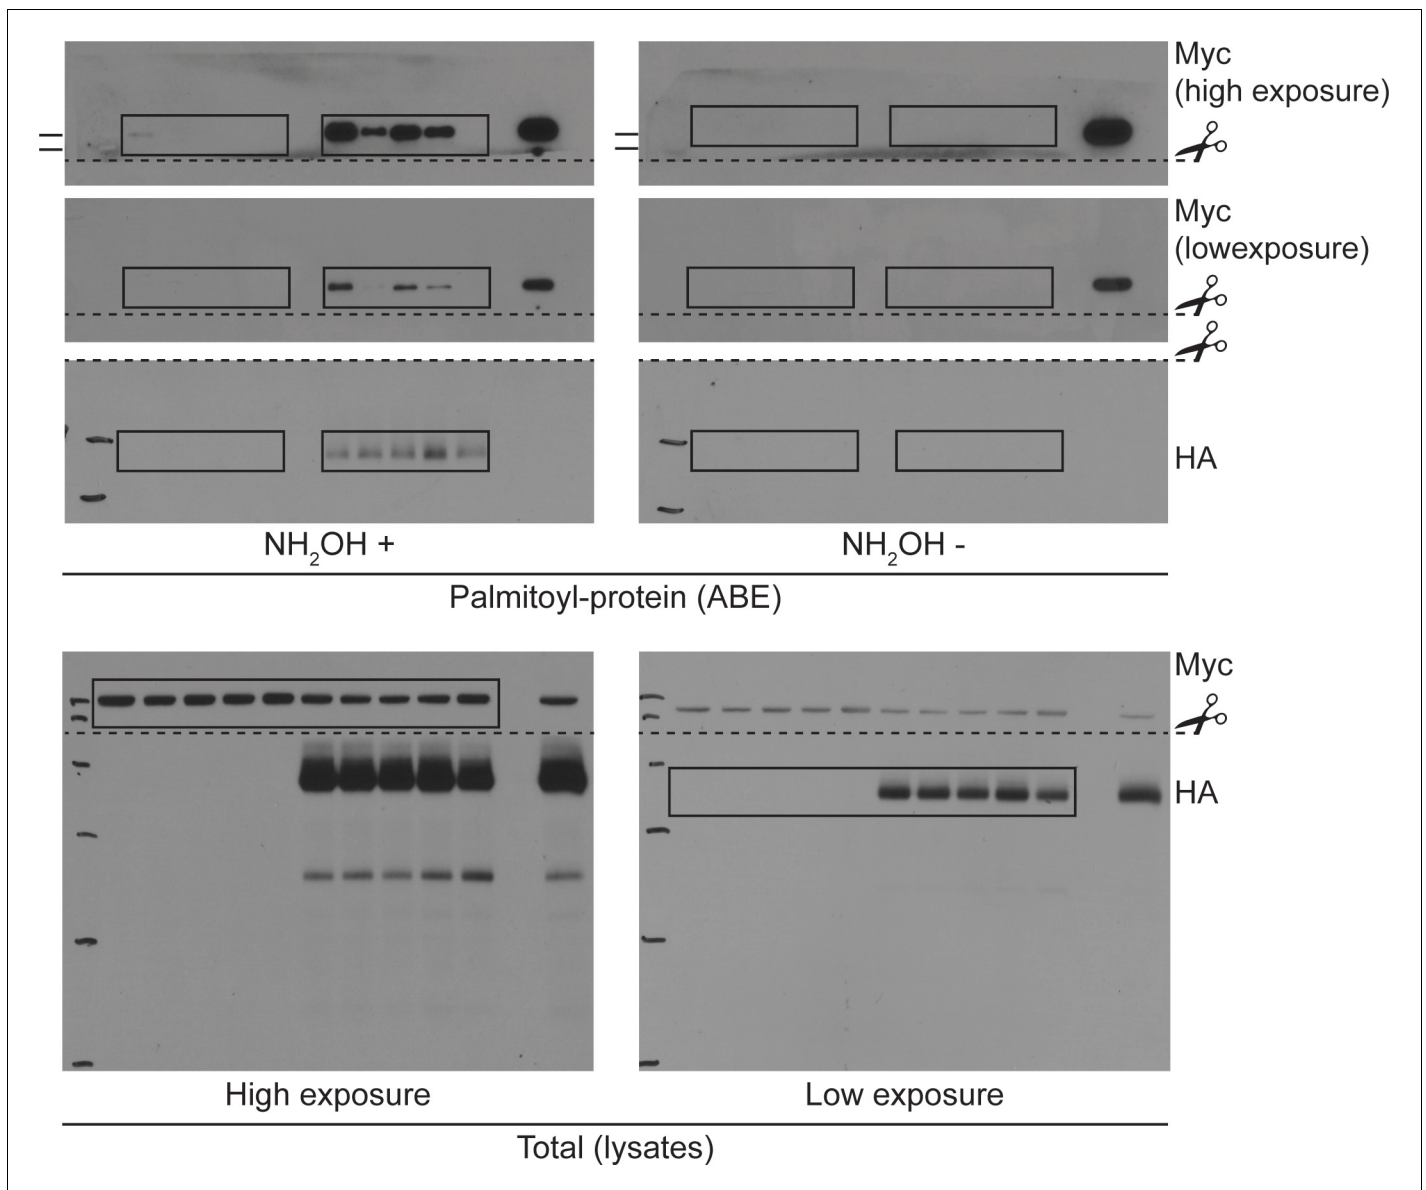 Myc
(high exposure)
Myc
(lowexposure)
HA
NH₂OH +
NH₂OH -
Palmitoyl-protein (ABE)
Myc
HA
High exposure
Low exposure
Total (lysates)